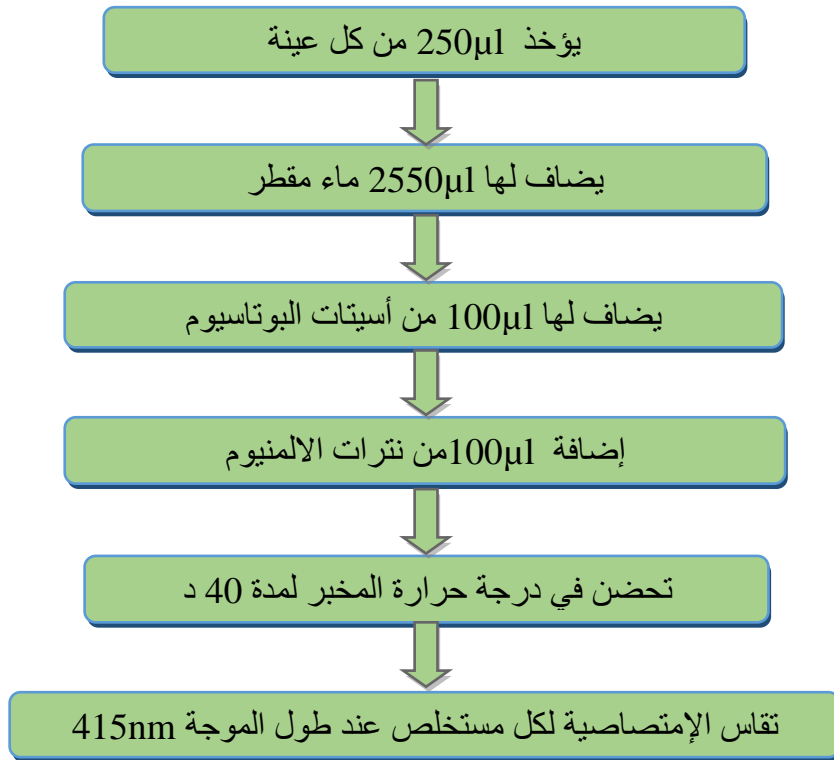 يؤخذ 250µl من كل عينة
يضاف لها 2550µl ماء مقطر
يضاف لها 100µl من أسيتات البوتاسيوم
إضافة 100µlمن نترات الالمنيوم
تحضن في درجة حرارة المخبر لمدة 40 د
تقاس الإمتصاصية لكل مستخلص عند طول الموجة 415nm